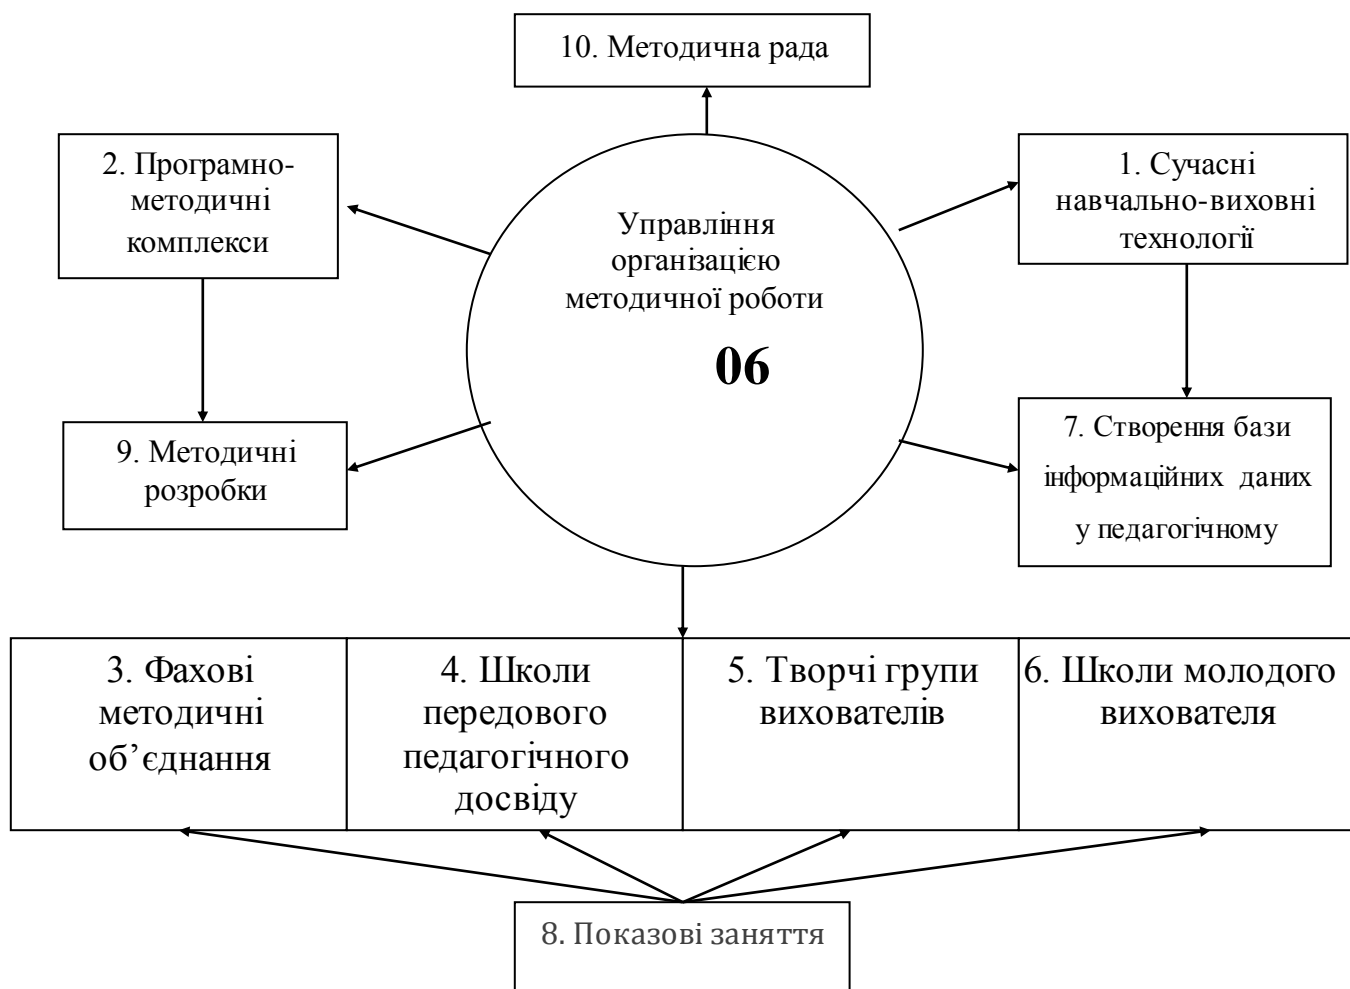 10. Методична рада
2. Програмно-
методичні
комплекси
1. Сучасні
навчально-виховні
технології
Управління
організацією
методичної роботи
06
9. Методичні
розробки
7. Створення бази
інформаційних даних
у педагогічному
3. Фахові
методичні
об’єднання
4. Школи
передового
педагогічного
досвіду
5. Творчі групи
вихователів
6. Школи молодого
вихователя
8. Показові заняття